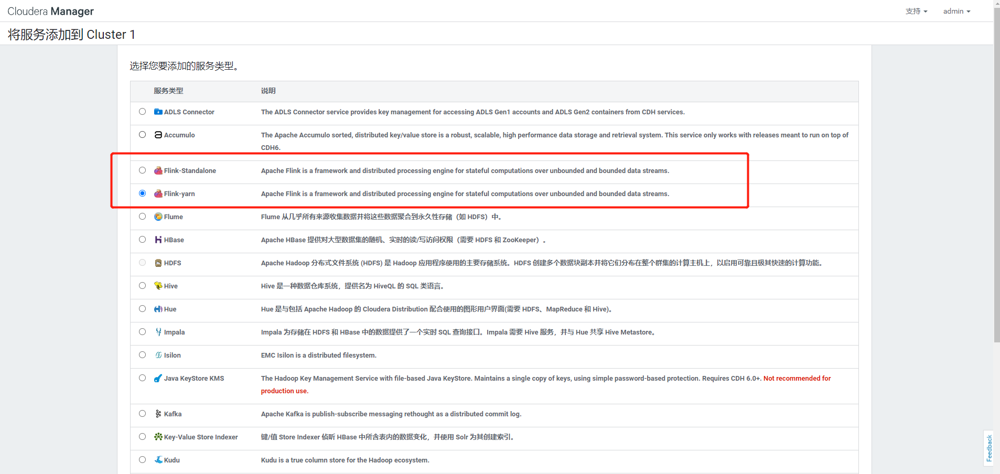 Cloudera Manager
支持 admin
将服务添加到 Cluster 1
选择您要添加的服务类型。
服务类型 说明
ADLS Connector The ADLS Connector service provides key management for accessing ADLS Gen1 accounts and ADLS Gen2 containers from CDH services.
Accumulo The Apache Accumulo sorted, distributed key/value store is a robust, scalable, high performance data storage and retrieval system. This service only works with releases meant to run on top of
CDH6.
Flink-Standalone Apache Flink is a framework and distributed processing engine for stateful computations over unbounded and bounded data streams.
Flink-yarn Apache Flink is a framework and distributed processing engine for stateful computations over unbounded and bounded data streams.
Flume Flume 从几乎所有来源收集数据并将这些数据聚合到永久性存储（如 HDFS）中。
HBase Apache HBase 提供对大型数据集的随机、实时的读/写访问权限（需要 HDFS 和 ZooKeeper）。
HDFS Apache Hadoop 分布式文件系统 (HDFS) 是 Hadoop 应用程序使用的主要存储系统。HDFS 创建多个数据块副本并将它们分布在整个群集的计算主机上，以启用可靠且极其快速的计算功能。
Hive Hive 是一种数据仓库系统，提供名为 HiveQL 的 SQL 类语言。
Hue Hue 是与包括 Apache Hadoop 的 Cloudera Distribution 配合使用的图形用户界面(需要 HDFS、MapReduce 和 Hive)。
Impala Impala 为存储在 HDFS 和 HBase 中的数据提供了一个实时 SQL 查询接口。Impala 需要 Hive 服务，并与 Hue 共享 Hive Metastore。
Isilon EMC Isilon is a distributed filesystem.
Java KeyStore KMS The Hadoop Key Management Service with file-based Java KeyStore. Maintains a single copy of keys, using simple password-based protection. Requires CDH 6.0+. Not recommended for
production use.
Kafka Apache Kafka is publish-subscribe messaging rethought as a distributed commit log.
Key-Value Store Indexer 键/值 Store Indexer 侦听 HBase 中所含表内的数据变化，并使用 Solr 为其创建索引。
Kudu Kudu is a true column store for the Hadoop ecosystem.
Feedback